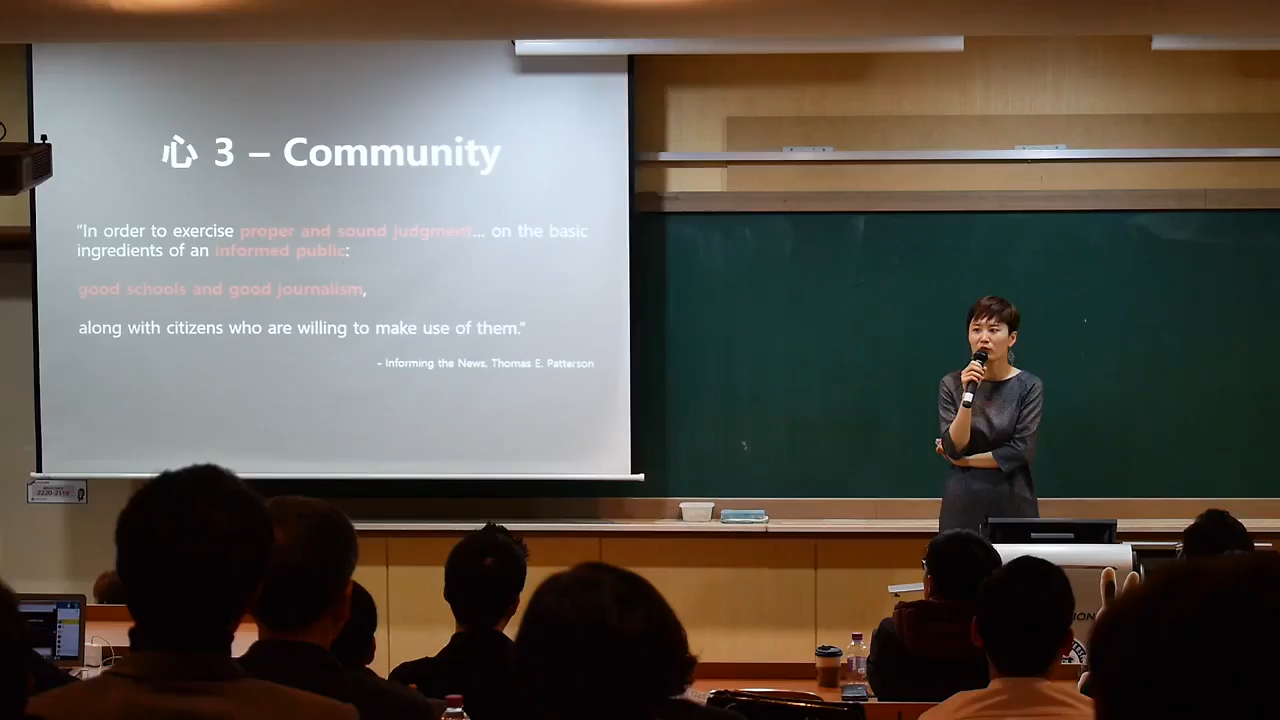 心 3 – Community
“In order to exercise proper and sound judgment... on the basic
ingredients of an informed public:
good schools and good journalism,
along with citizens who are willing to make use of them.”
- Informing the News, Thomas E. Patterson
2220-2119